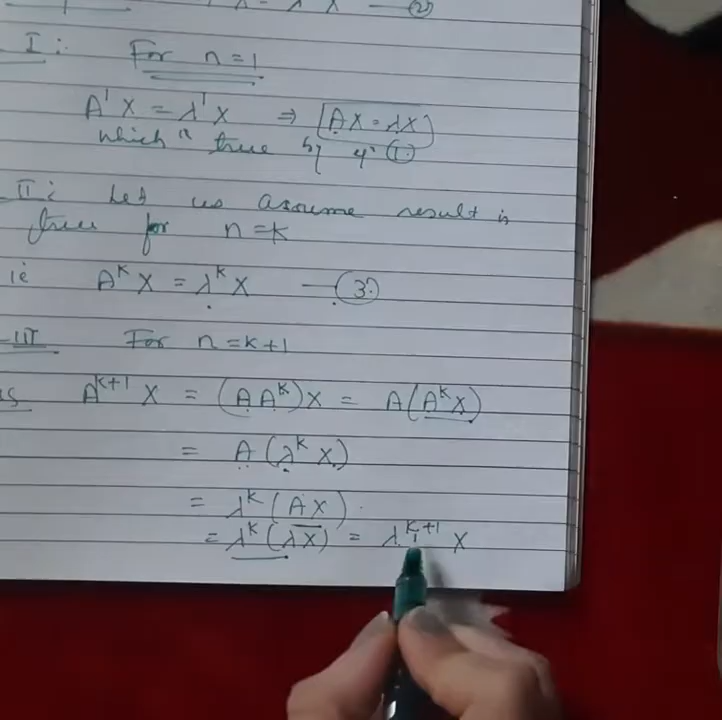 — (2)
I : For n = 1
A¹X = λ¹X ⇒ AX = λX
which is true by (1)
II : Let us assume result is
true for n = K
ie A^K X = λ^K X — (3)
III For n = K+1
A^{K+1} X = (A A^K) X = A(A^K X)
= A (λ^K X)
= λ^K (AX)
= λ^K (λX) = λ^{K+1} X